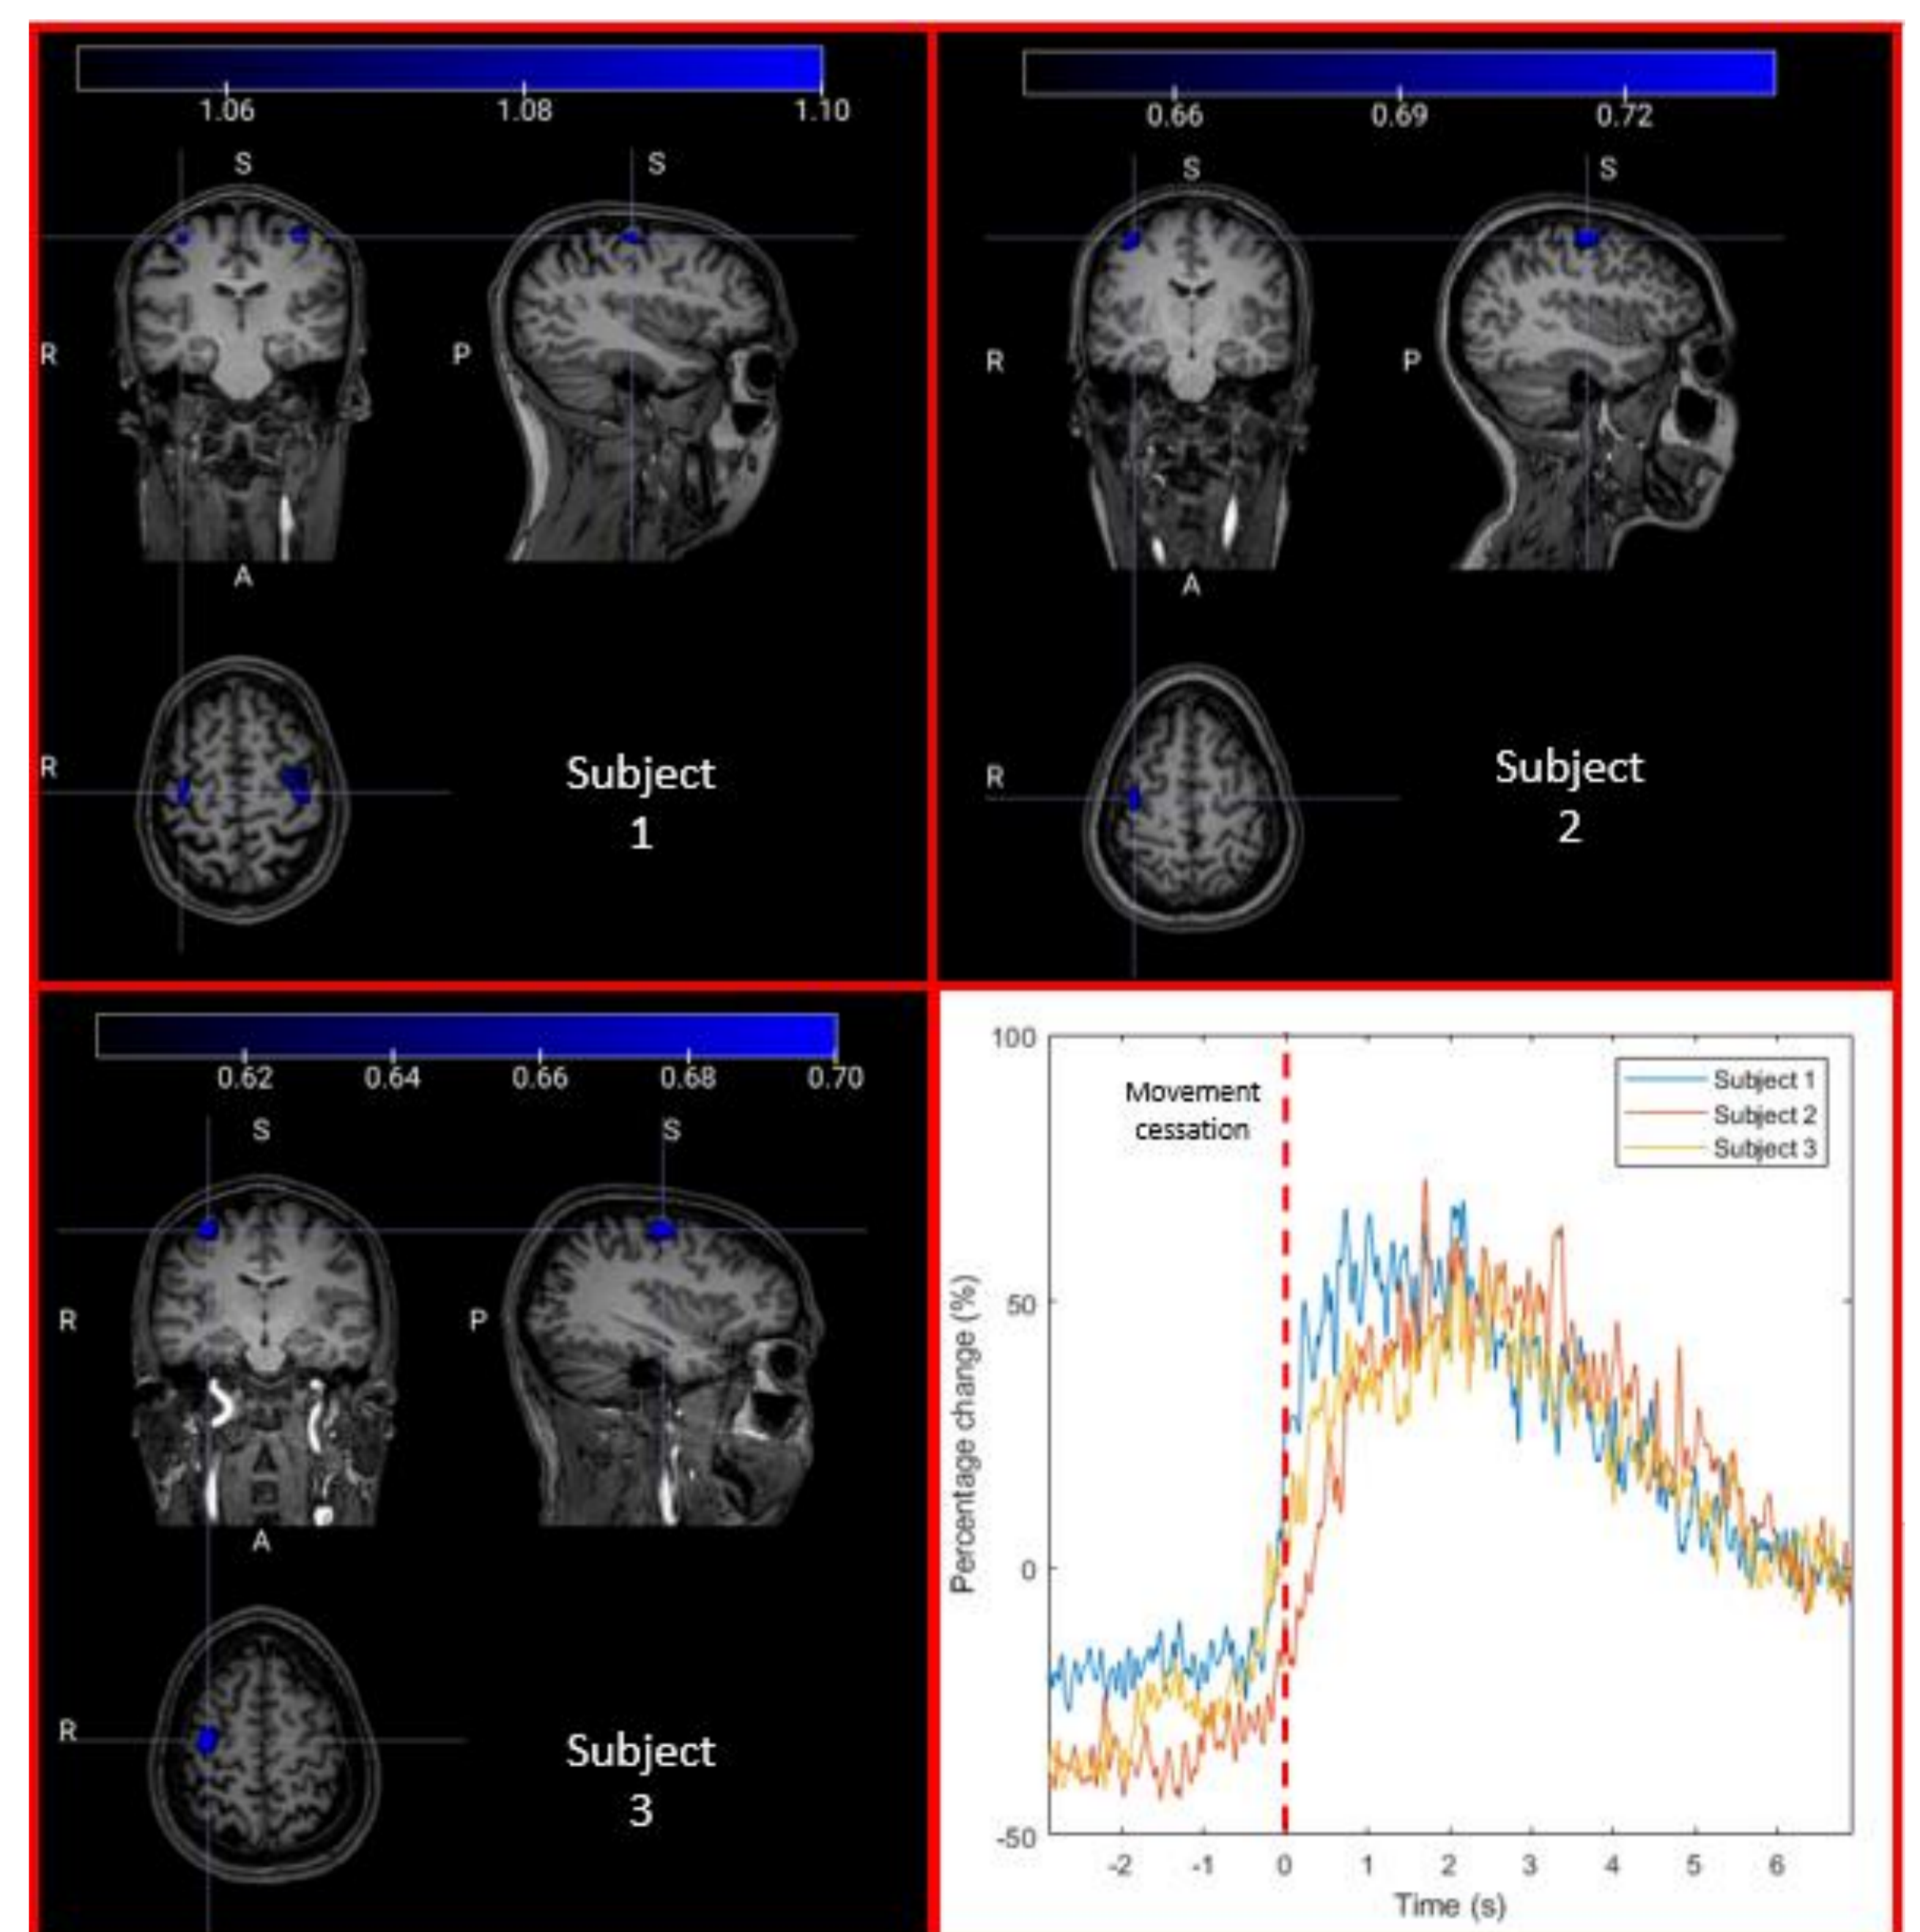 1.06 1.08 1.10
S S
R P
A
R
Subject
1
0.66 0.69 0.72
S S
R P
A
R
Subject
2
0.62 0.64 0.66 0.68 0.70
S S
R P
A
R
Subject
3
100
50
0
-50
Percentage change (%)
Movement
cessation
Subject 1
Subject 2
Subject 3
-2 -1 0 1 2 3 4 5 6
Time (s)